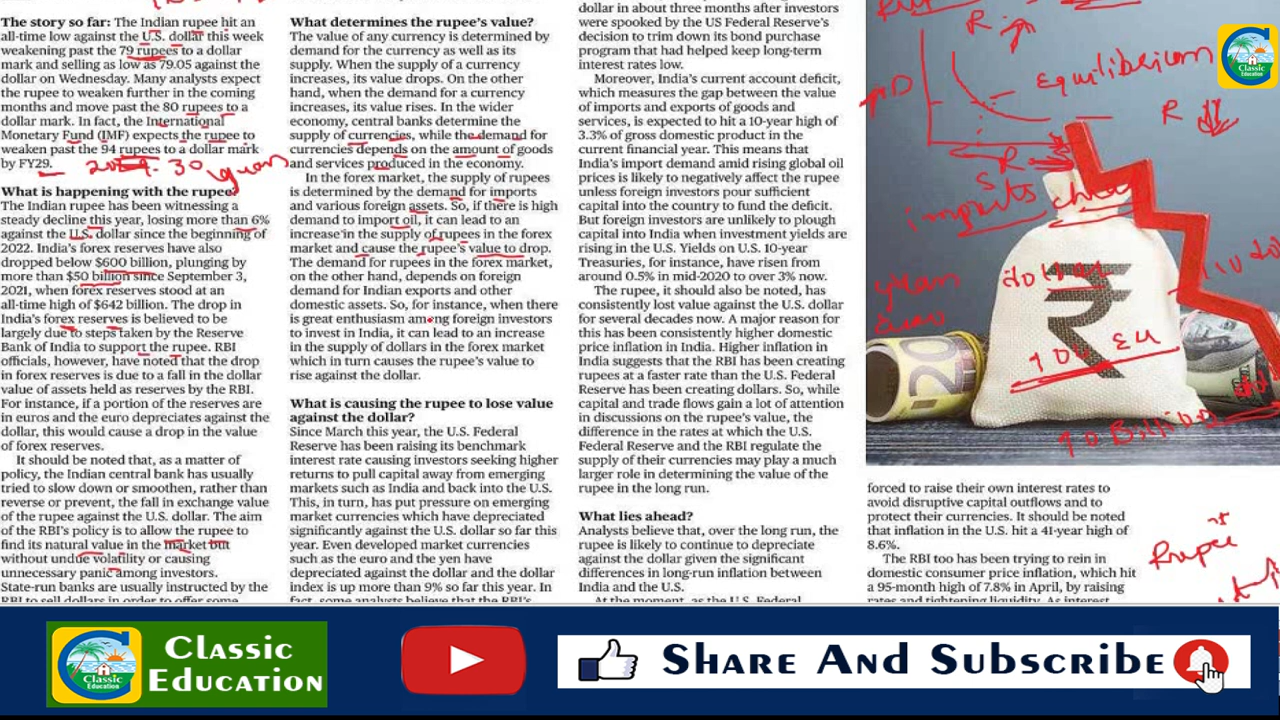 The story so far: The Indian rupee hit an
all-time low against the U.S. dollar this week
weakening past the 79 rupees to a dollar
mark and selling as low as 79.05 against the
dollar on Wednesday. Many analysts expect
the rupee to weaken further in the coming
months and move past the 80 rupees to a
dollar mark. In fact, the International
Monetary Fund (IMF) expects the rupee to
weaken past the 94 rupees to a dollar mark
by FY29.
What is happening with the rupee?
The Indian rupee has been witnessing a
steady decline this year, losing more than 6%
against the U.S. dollar since the beginning of
2022. India's forex reserves have also
dropped below $600 billion, plunging by
more than $50 billion since September 3,
2021, when forex reserves stood at an
all-time high of $642 billion. The drop in
India's forex reserves is believed to be
largely due to steps taken by the Reserve
Bank of India to support the rupee. RBI
officials, however, have noted that the drop
in forex reserves is due to a fall in the dollar
value of assets held as reserves by the RBI.
For instance, if a portion of the reserves are
in euros and the euro depreciates against the
dollar, this would cause a drop in the value
of forex reserves.
It should be noted that, as a matter of
policy, the Indian central bank has usually
tried to slow down or smoothen, rather than
reverse or prevent, the fall in exchange value
of the rupee against the U.S. dollar. The aim
of the RBI's policy is to allow the rupee to
find its natural value in the market but
without undue volatility or causing
unnecessary panic among investors.
State-run banks are usually instructed by the
RBI to sell dollars in order to offer some
What determines the rupee's value?
The value of any currency is determined by
demand for the currency as well as its
supply. When the supply of a currency
increases, its value drops. On the other
hand, when the demand for a currency
increases, its value rises. In the wider
economy, central banks determine the
supply of currencies, while the demand for
currencies depends on the amount of goods
and services produced in the economy.
In the forex market, the supply of rupees
is determined by the demand for imports
and various foreign assets. So, if there is high
demand to import oil, it can lead to an
increase in the supply of rupees in the forex
market and cause the rupee's value to drop.
The demand for rupees in the forex market,
on the other hand, depends on foreign
demand for Indian exports and other
domestic assets. So, for instance, when there
is great enthusiasm among foreign investors
to invest in India, it can lead to an increase
in the supply of dollars in the forex market
which in turn causes the rupee's value to
rise against the dollar.
What is causing the rupee to lose value
against the dollar?
Since March this year, the U.S. Federal
Reserve has been raising its benchmark
interest rate causing investors seeking higher
returns to pull capital away from emerging
markets such as India and back into the U.S.
This, in turn, has put pressure on emerging
market currencies which have depreciated
significantly against the U.S. dollar so far this
year. Even developed market currencies
such as the euro and the yen have
depreciated against the dollar and the dollar
index is up more than 9% so far this year. In
fact, some analysts believe that the RBI's
dollar in about three months after investors
were spooked by the US Federal Reserve's
decision to trim down its bond purchase
program that had helped keep long-term
interest rates low.
Moreover, India's current account deficit,
which measures the gap between the value
of imports and exports of goods and
services, is expected to hit a 10-year high of
3.3% of gross domestic product in the
current financial year. This means that
India's import demand amid rising global oil
prices is likely to negatively affect the rupee
unless foreign investors pour sufficient
capital into the country to fund the deficit.
But foreign investors are unlikely to plough
capital into India when investment yields are
rising in the U.S. Yields on U.S. 10-year
Treasuries, for instance, have risen from
around 0.5% in mid-2020 to over 3% now.
The rupee, it should also be noted, has
consistently lost value against the U.S. dollar
for several decades now. A major reason for
this has been consistently higher domestic
price inflation in India. Higher inflation in
India suggests that the RBI has been creating
rupees at a faster rate than the U.S. Federal
Reserve has been creating dollars. So, while
capital and trade flows gain a lot of attention
in discussions on the rupee's value, the
difference in the rates at which the U.S.
Federal Reserve and the RBI regulate the
supply of their currencies may play a much
larger role in determining the value of the
rupee in the long run.
What lies ahead?
Analysts believe that, over the long run, the
rupee is likely to continue to depreciate
against the dollar given the significant
differences in long-run inflation between
India and the U.S.
At the moment, as the U.S. Federal
R
D
Equilibrium
R
S R
imports
dollar
₹
Euro
120
forced to raise their own interest rates to
avoid disruptive capital outflows and to
protect their currencies. It should be noted
that inflation in the U.S. hit a 41-year high of
8.6%.
The RBI too has been trying to rein in
domestic consumer price inflation, which hit
a 95-month high of 7.8% in April, by raising
rates and tightening liquidity. As interest
Rupee
Classic
Education
Classic
Education
Classic
Education
Share And Subscribe